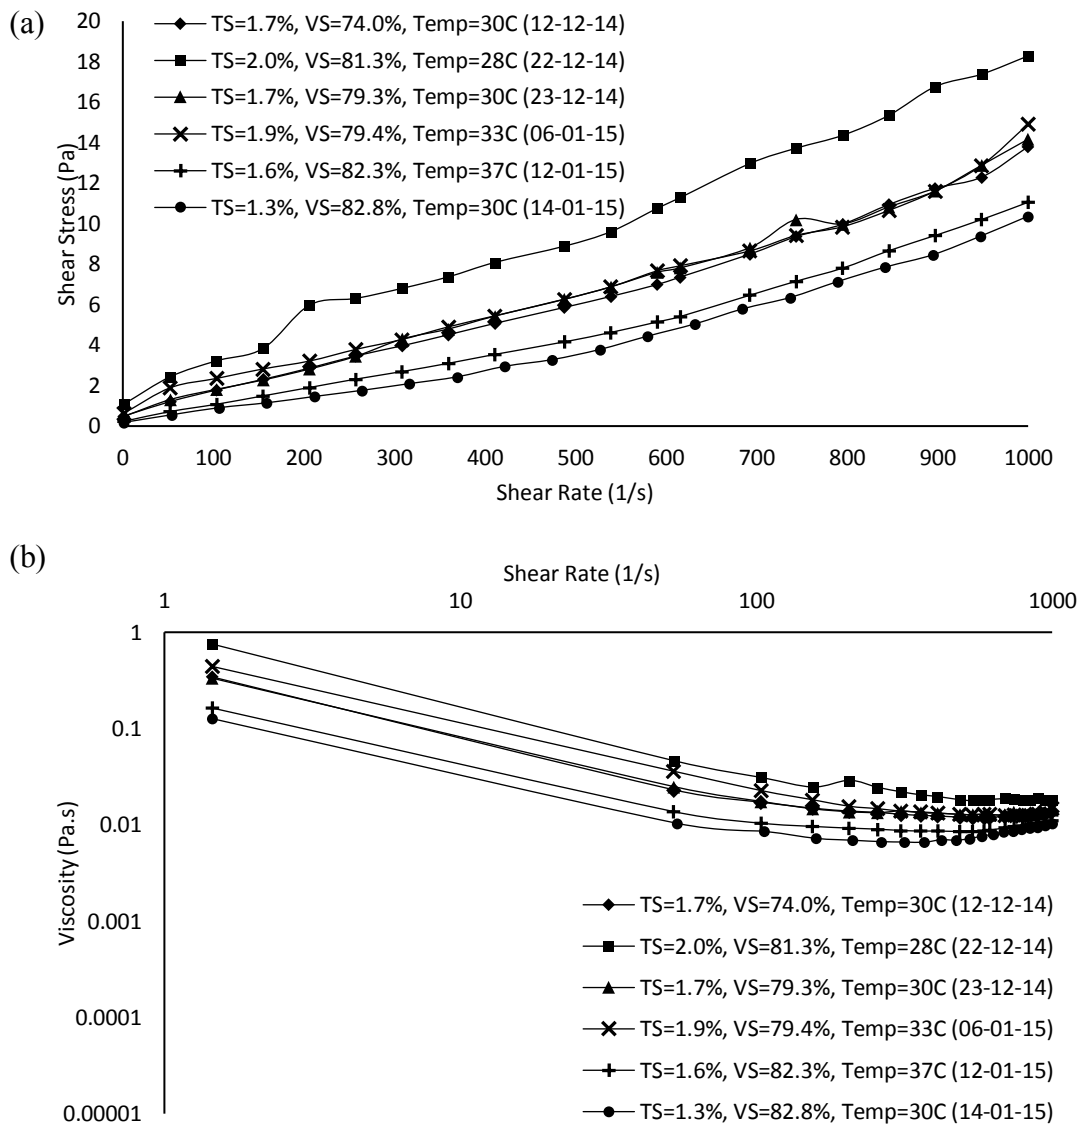 (a)
20
18
16
14
12
10
8
6
4
2
0
Shear Stress (Pa)
TS=1.7%, VS=74.0%, Temp=30C (12-12-14)
TS=2.0%, VS=81.3%, Temp=28C (22-12-14)
TS=1.7%, VS=79.3%, Temp=30C (23-12-14)
TS=1.9%, VS=79.4%, Temp=33C (06-01-15)
TS=1.6%, VS=82.3%, Temp=37C (12-01-15)
TS=1.3%, VS=82.8%, Temp=30C (14-01-15)
0 100 200 300 400 500 600 700 800 900 1000
Shear Rate (1/s)
(b)
Shear Rate (1/s)
1 10 100 1000
1
0.1
0.01
0.001
0.0001
0.00001
Viscosity (Pa.s)
TS=1.7%, VS=74.0%, Temp=30C (12-12-14)
TS=2.0%, VS=81.3%, Temp=28C (22-12-14)
TS=1.7%, VS=79.3%, Temp=30C (23-12-14)
TS=1.9%, VS=79.4%, Temp=33C (06-01-15)
TS=1.6%, VS=82.3%, Temp=37C (12-01-15)
TS=1.3%, VS=82.8%, Temp=30C (14-01-15)